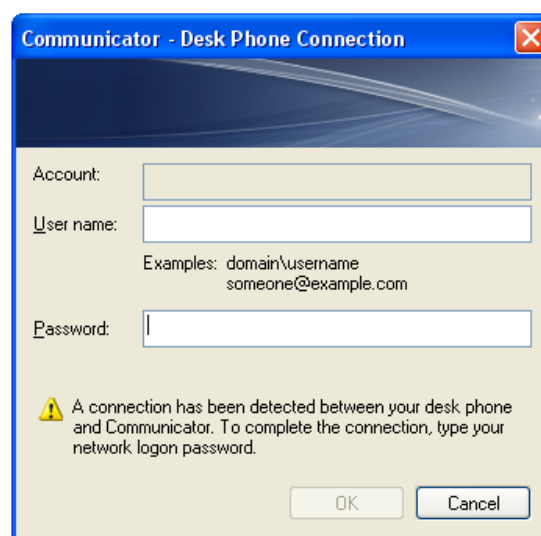 Communicator - Desk Phone Connection
Account:
User name:
Examples: domain\username
someone@example.com
Password:
A connection has been detected between your desk phone
and Communicator. To complete the connection, type your
network logon password.
OK Cancel